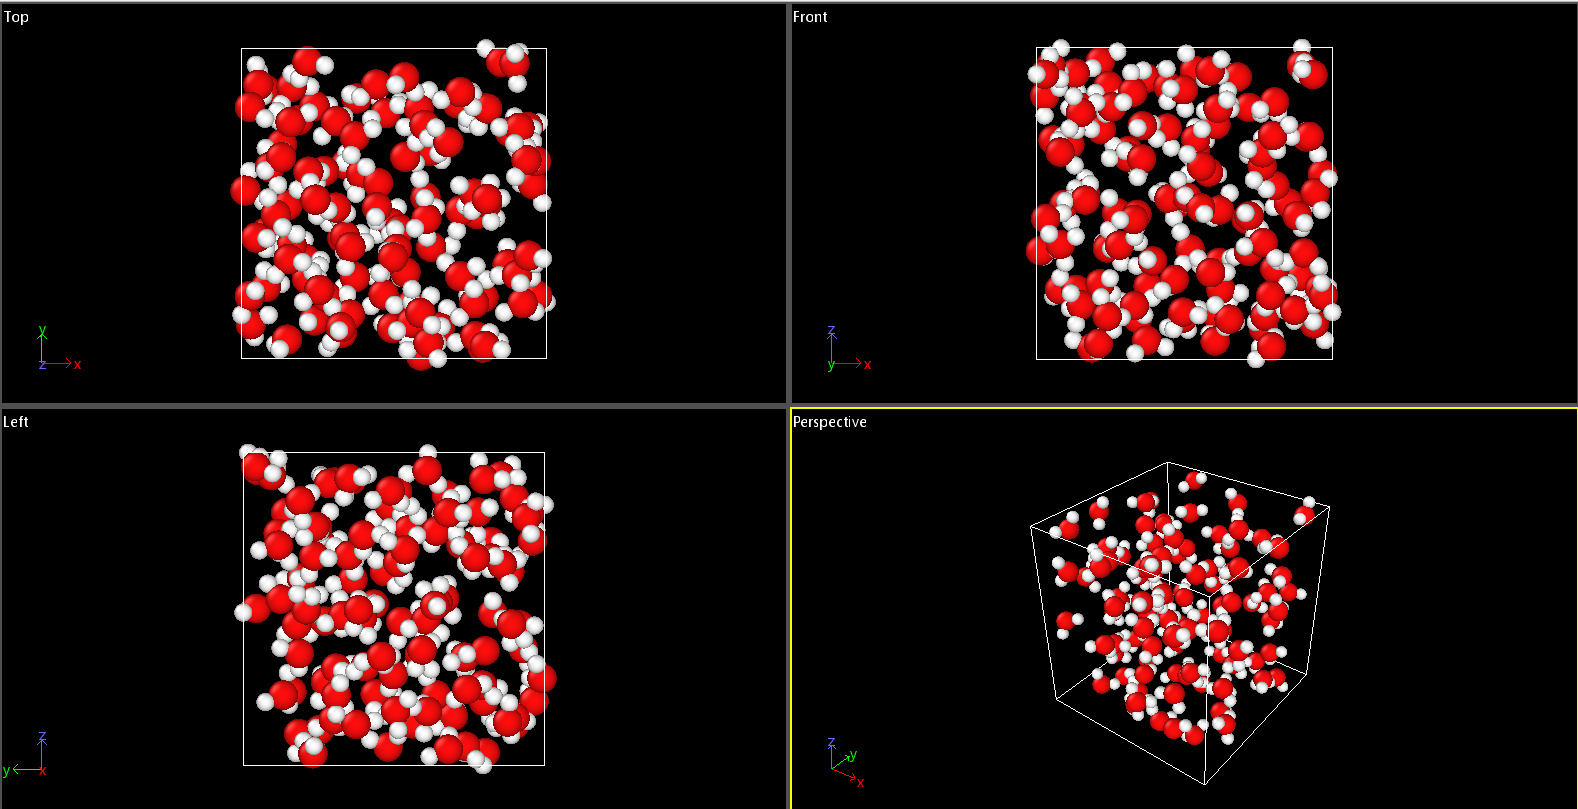 Top
y
z x
Front
z
y x
Left
z
y x
Perspective
z
y
x